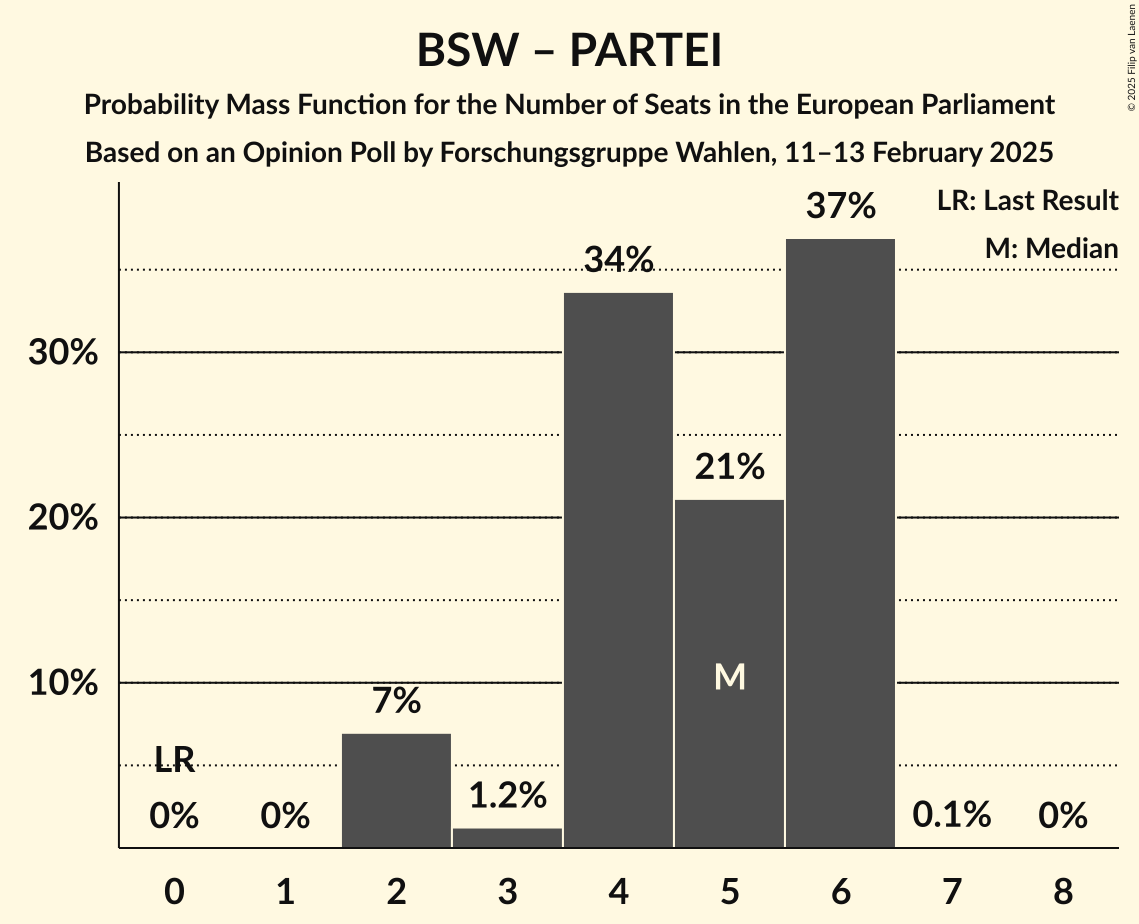 BSW – PARTEI
Probability Mass Function for the Number of Seats in the European Parliament
Based on an Opinion Poll by Forschungsgruppe Wahlen, 11–13 February 2025
© 2025 Filip van Laenen
LR: Last Result
M: Median
37%
34%
30%
21%
20%
M
10%
7%
LR
1.2%
0%
0%
0.1%
0%
0 1 2 3 4 5 6 7 8